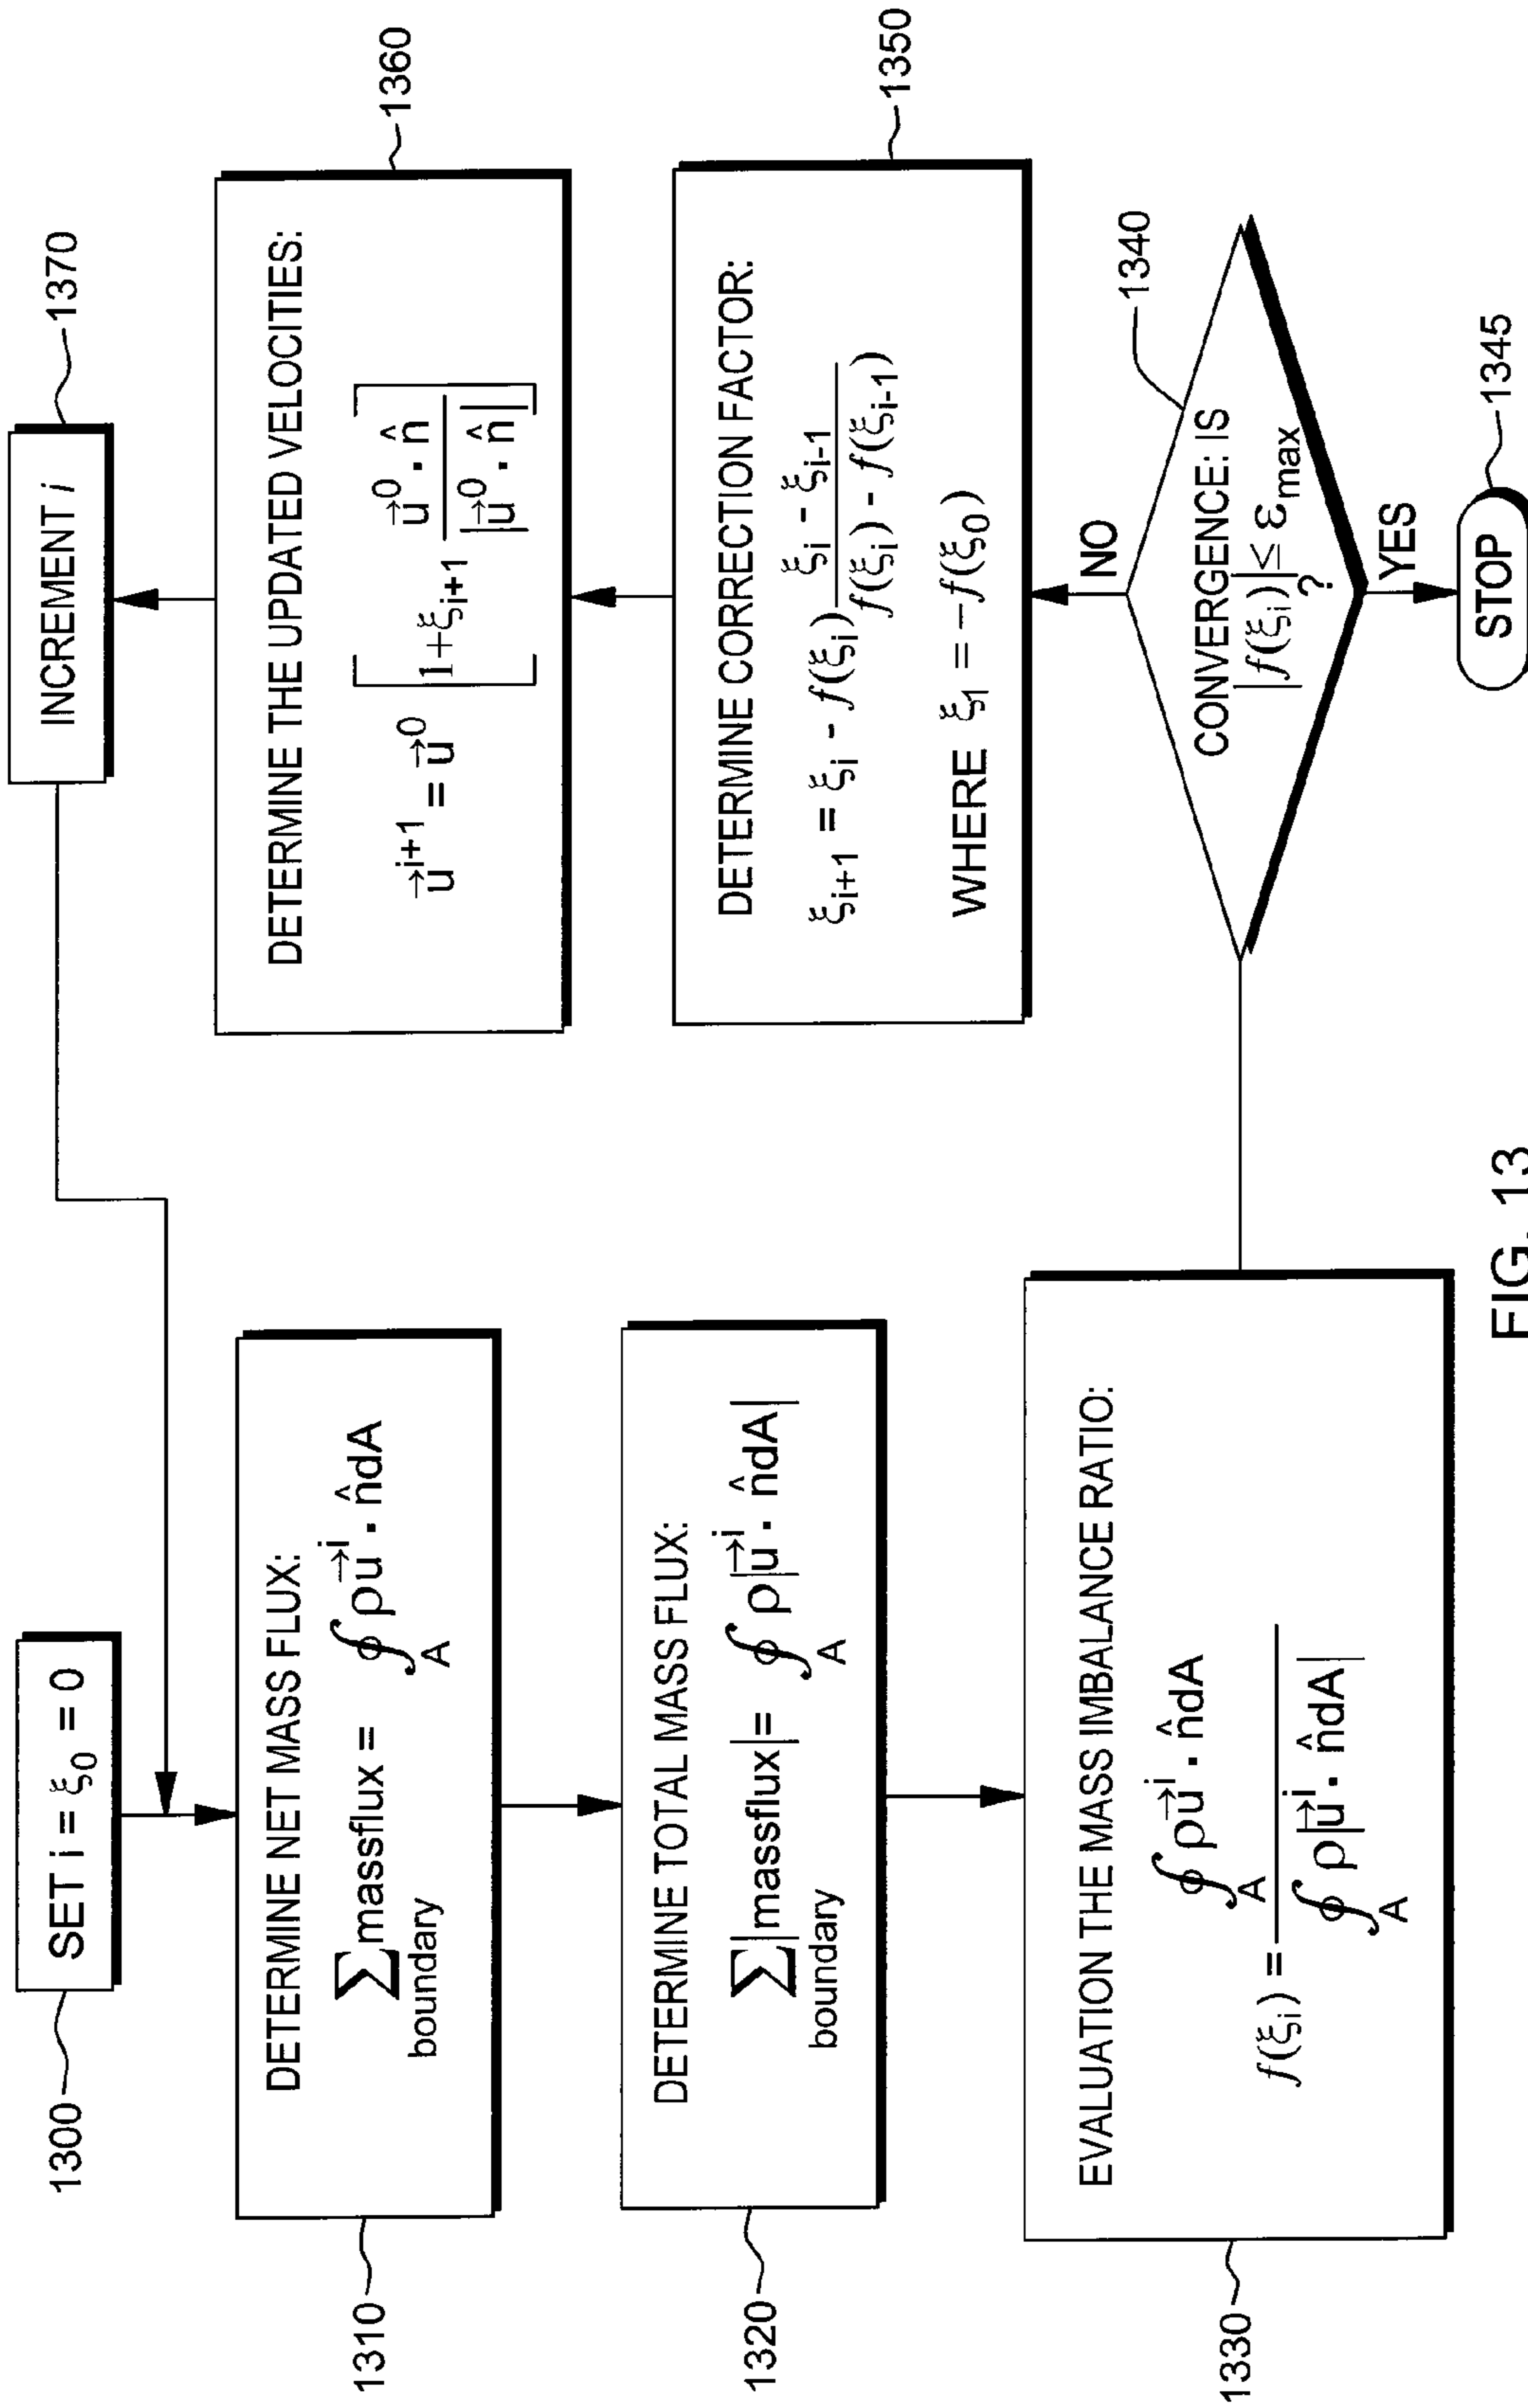 1300
SET i = ξ₀ = 0
1310
DETERMINE NET MASS FLUX:
∑ massflux = ∮ ρu⃗ⁱ · n̂dA
boundary A
1320
DETERMINE TOTAL MASS FLUX:
∑|massflux| = ∮ ρ|u⃗ⁱ · n̂dA|
boundary A
1330
EVALUATION THE MASS IMBALANCE RATIO:
∮ ρu⃗ⁱ · n̂dA
A
f(ξᵢ) =
∮ ρ|u⃗ⁱ · n̂dA|
A
1370
INCREMENT i
1360
DETERMINE THE UPDATED VELOCITIES:
u⃗ⁱ⁺¹ = u⃗⁰ [1+ξᵢ₊₁ u⃗⁰ · n̂ / |u⃗⁰ · n̂|]
1350
DETERMINE CORRECTION FACTOR:
ξᵢ₊₁ = ξᵢ - f(ξᵢ) ξᵢ - ξᵢ₋₁ / f(ξᵢ) - f(ξᵢ₋₁)
WHERE ξ₁ = -f(ξ₀)
NO
1340
CONVERGENCE: IS
|f(ξᵢ)| ≤ εmax
?
YES
STOP
1345
FIG. 13